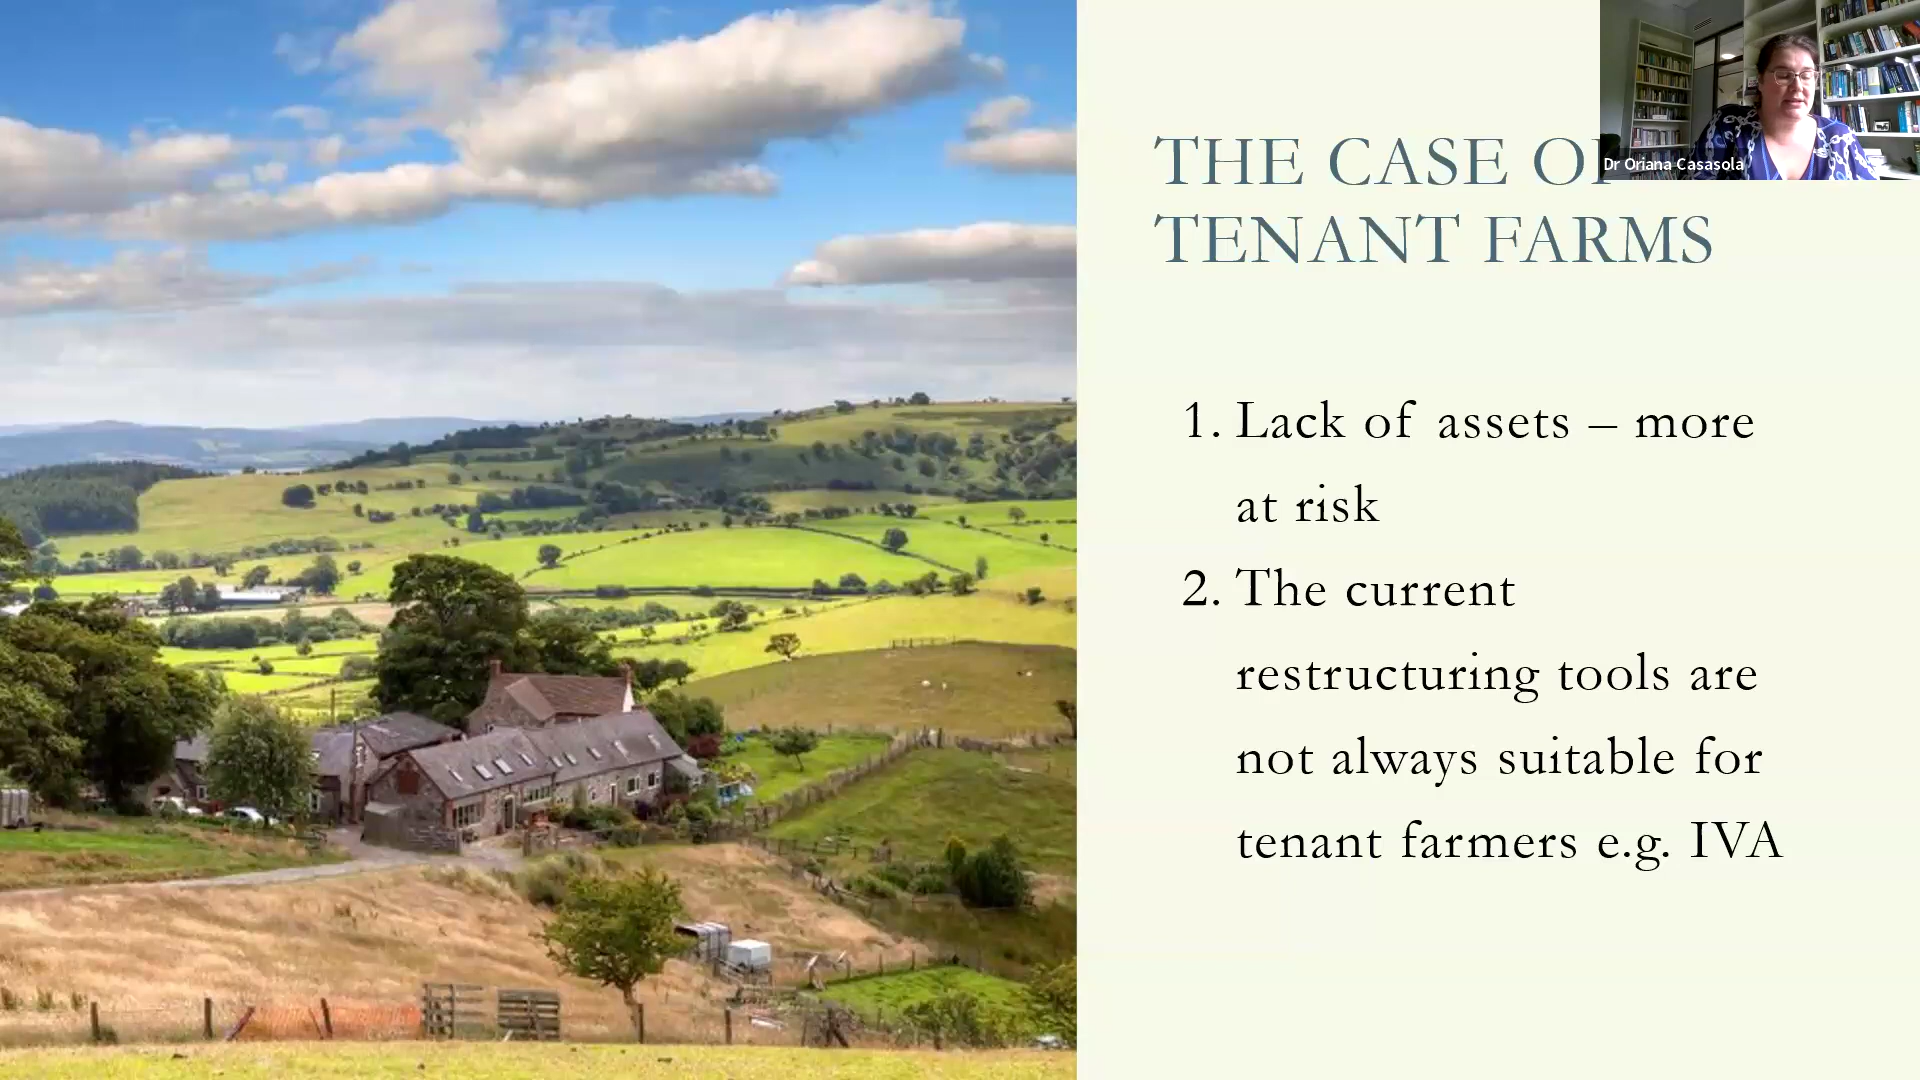 THE CASE OF
Dr Oriana Casasola
TENANT FARMS
1. Lack of assets – more
at risk
2. The current
restructuring tools are
not always suitable for
tenant farmers e.g. IVA